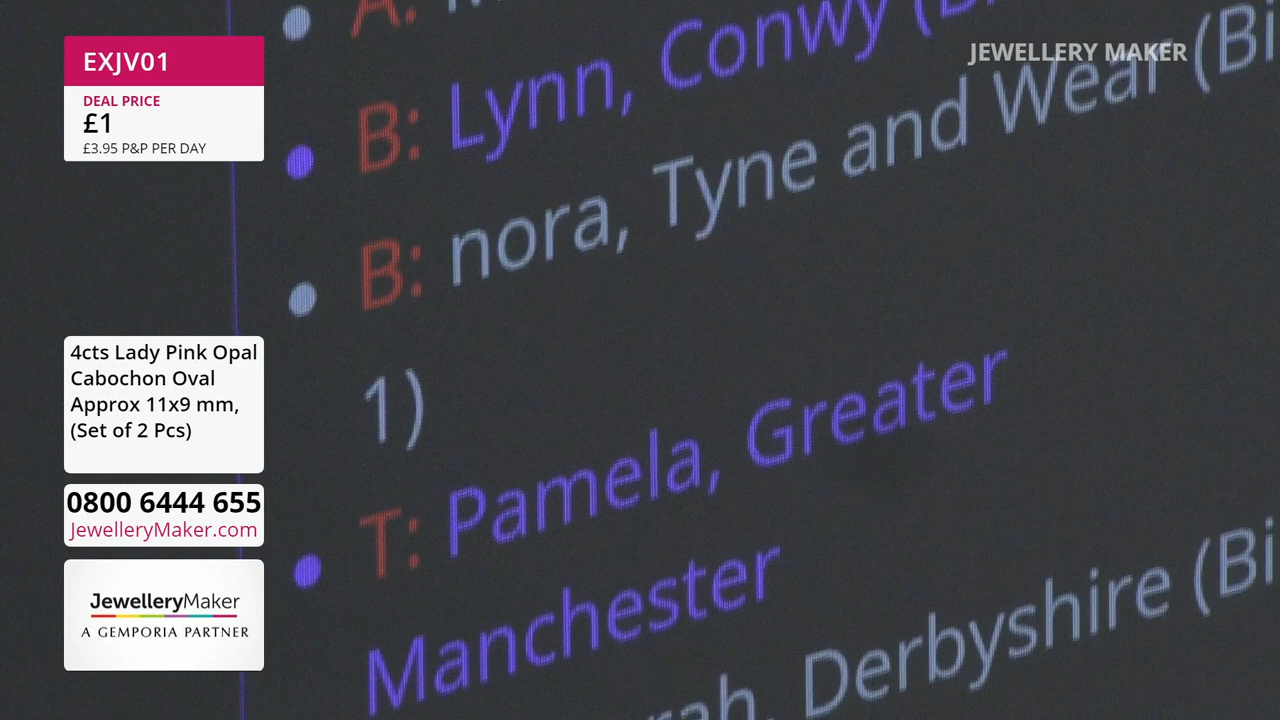 EXJV01
DEAL PRICE
£1
£3.95 P&P PER DAY
4cts Lady Pink Opal
Cabochon Oval
Approx 11x9 mm,
(Set of 2 Pcs)
0800 6444 655
JewelleryMaker.com
JewelleryMaker
A GEMPORIA PARTNER
JEWELLERY MAKER
A:
B: Lynn, Conwy
B: nora, Tyne and Wear (Bi
1)
T: Pamela, Greater
Manchester
Derbyshire (Bi